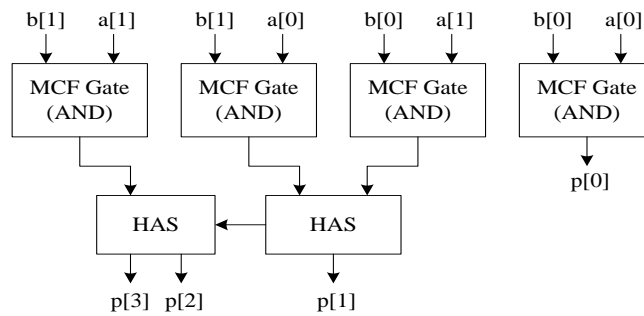 b[1] a[1] b[1] a[0] b[0] a[1] b[0] a[0]
MCF Gate MCF Gate MCF Gate MCF Gate
(AND) (AND) (AND) (AND)
p[0]
HAS HAS
p[3] p[2] p[1]